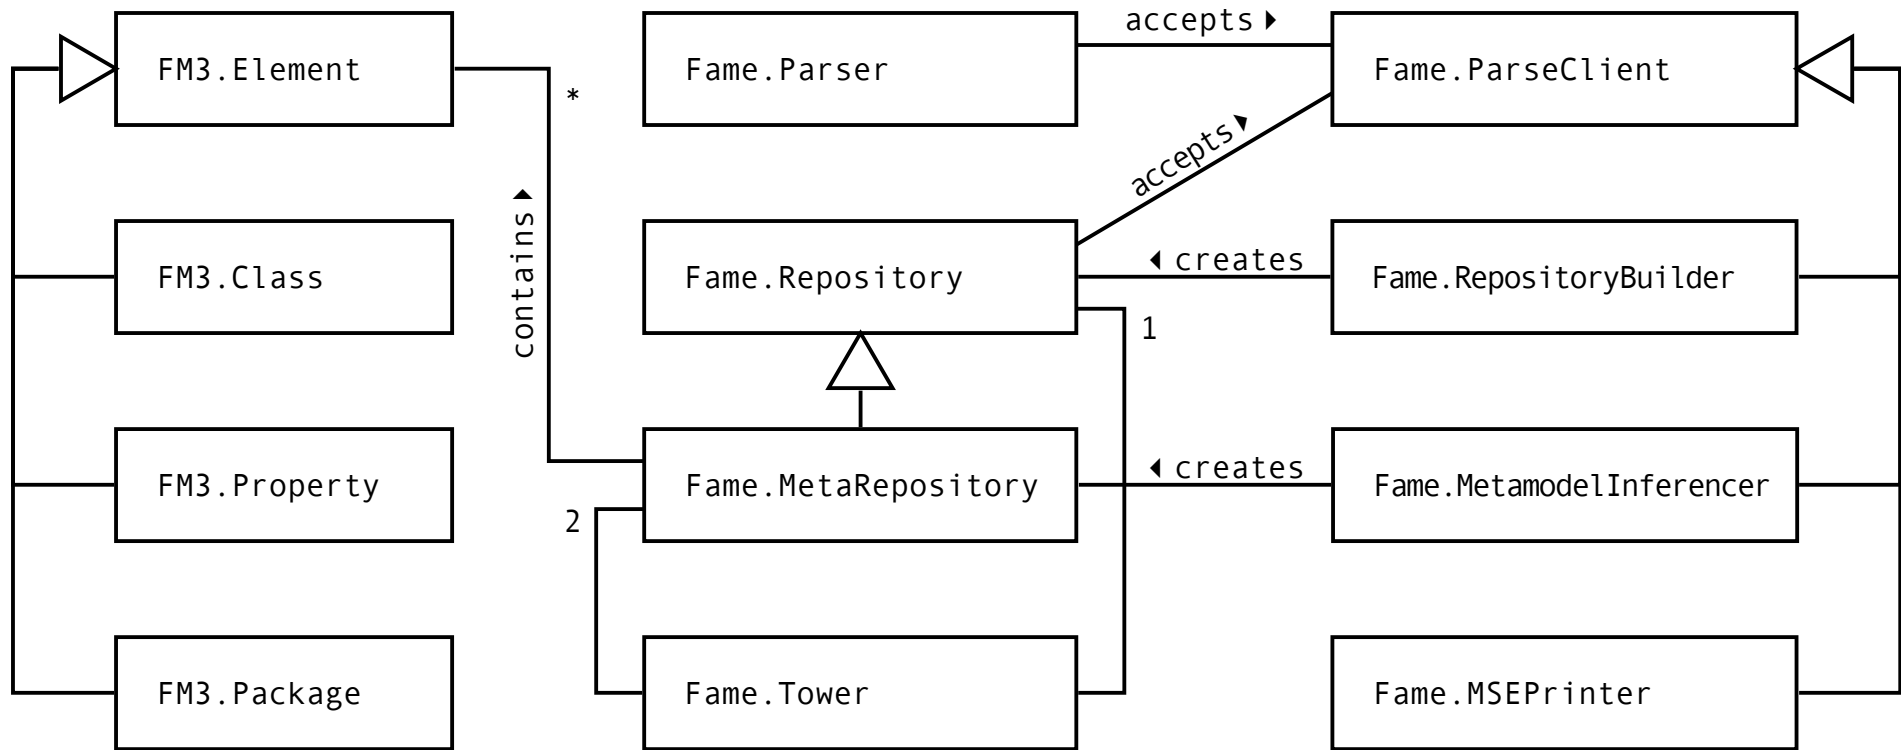 accepts ▸
FM3.Element
Fame.Parser
Fame.ParseClient
*
accepts ▸
contains ▸
FM3.Class
Fame.Repository
◂ creates
Fame.RepositoryBuilder
1
FM3.Property
Fame.MetaRepository
◂ creates
Fame.MetamodelInferencer
2
FM3.Package
Fame.Tower
Fame.MSEPrinter